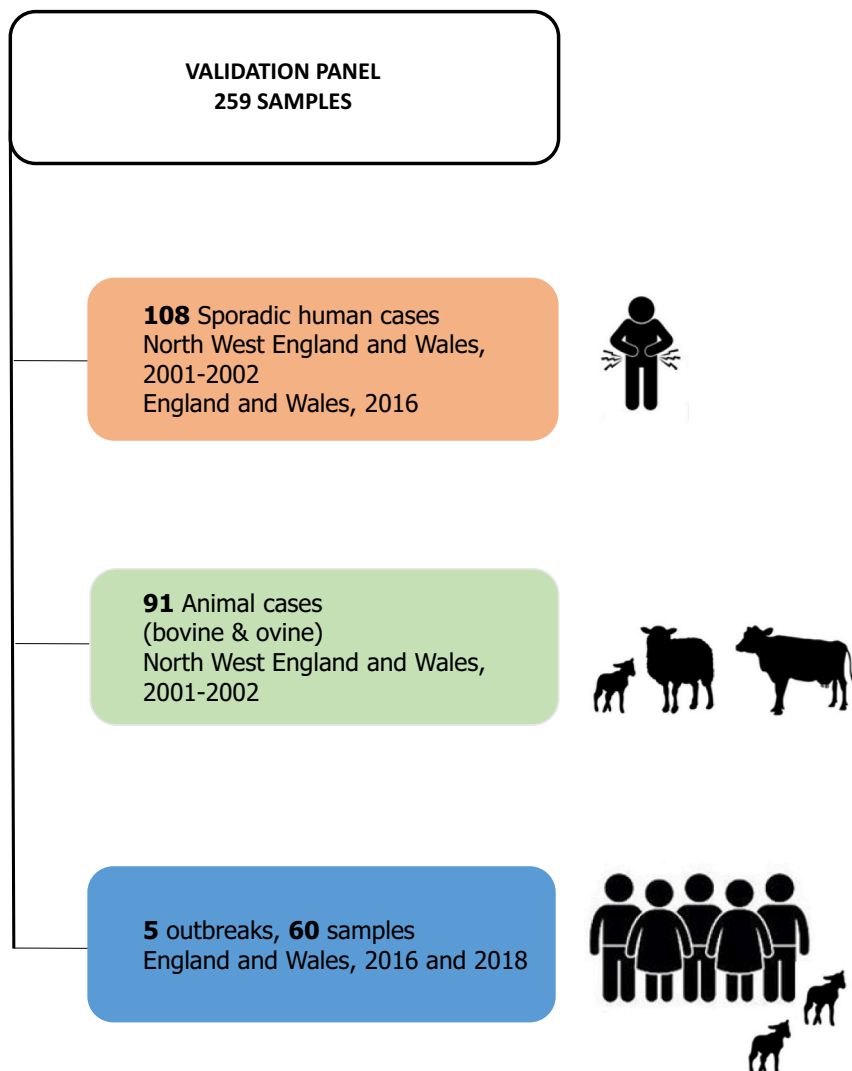 VALIDATION PANEL
259 SAMPLES
108 Sporadic human cases
North West England and Wales,
2001-2002
England and Wales, 2016
91 Animal cases
(bovine & ovine)
North West England and Wales,
2001-2002
5 outbreaks, 60 samples
England and Wales, 2016 and 2018